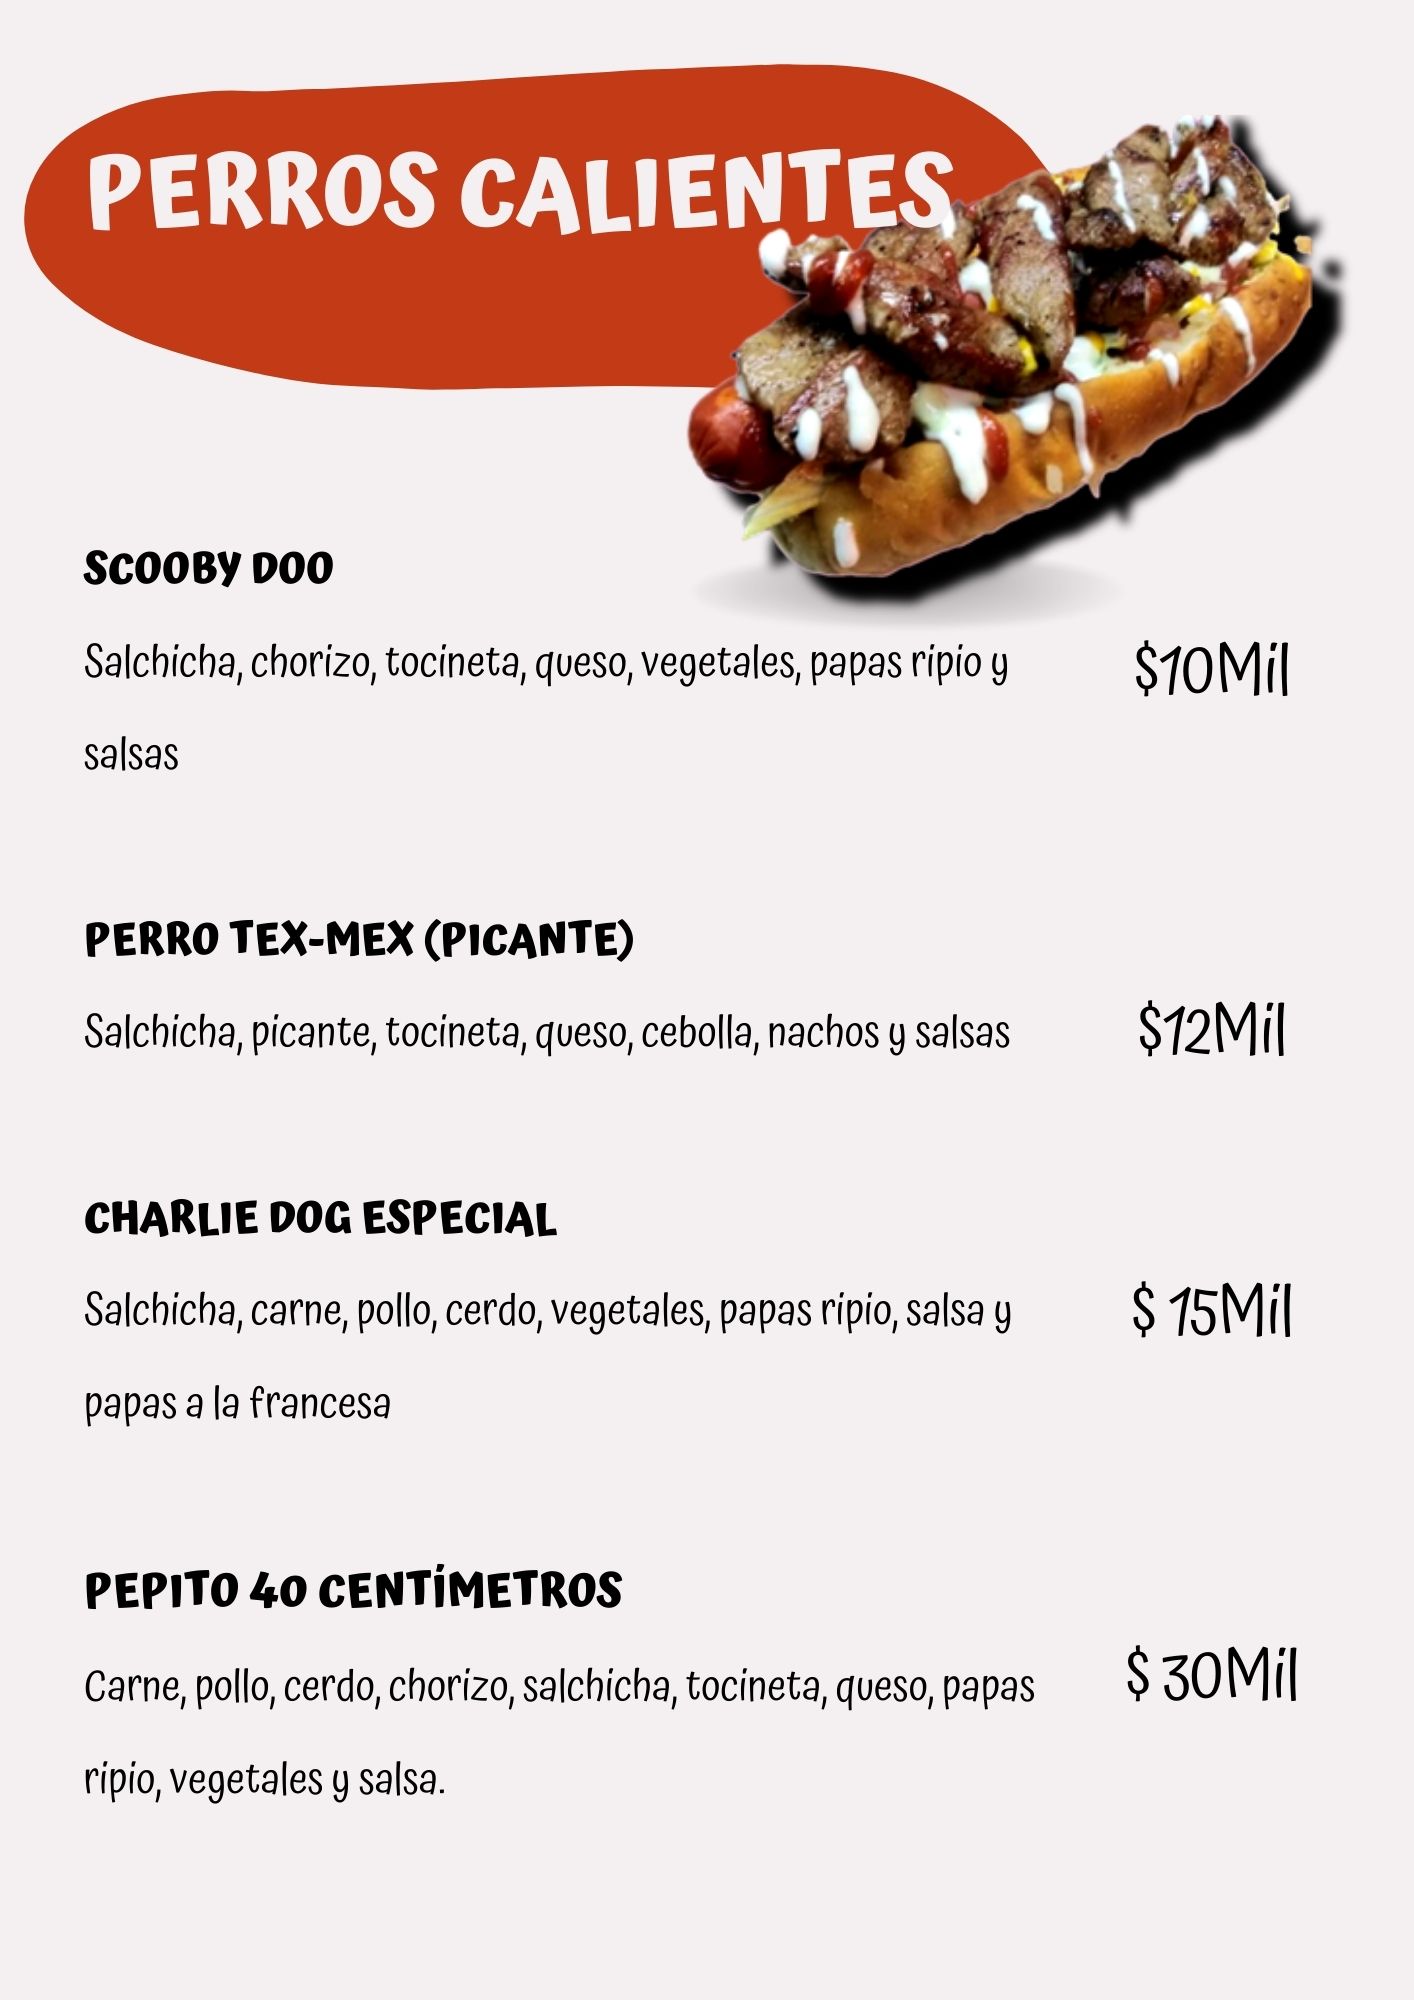 PERROS CALIENTES
SCOOBY DOO
Salchicha, chorizo, tocineta, queso, vegetales, papas ripio y
$10Mil
salsas
PERRO TEX-MEX (PICANTE)
Salchicha, picante, tocineta, queso, cebolla, nachos y salsas
$12Mil
CHARLIE DOG ESPECIAL
Salchicha, carne, pollo, cerdo, vegetales, papas ripio, salsa y
$ 15Mil
papas a la francesa
PEPITO 40 CENTÍMETROS
Carne, pollo, cerdo, chorizo, salchicha, tocineta, queso, papas
$ 30Mil
ripio, vegetales y salsa.